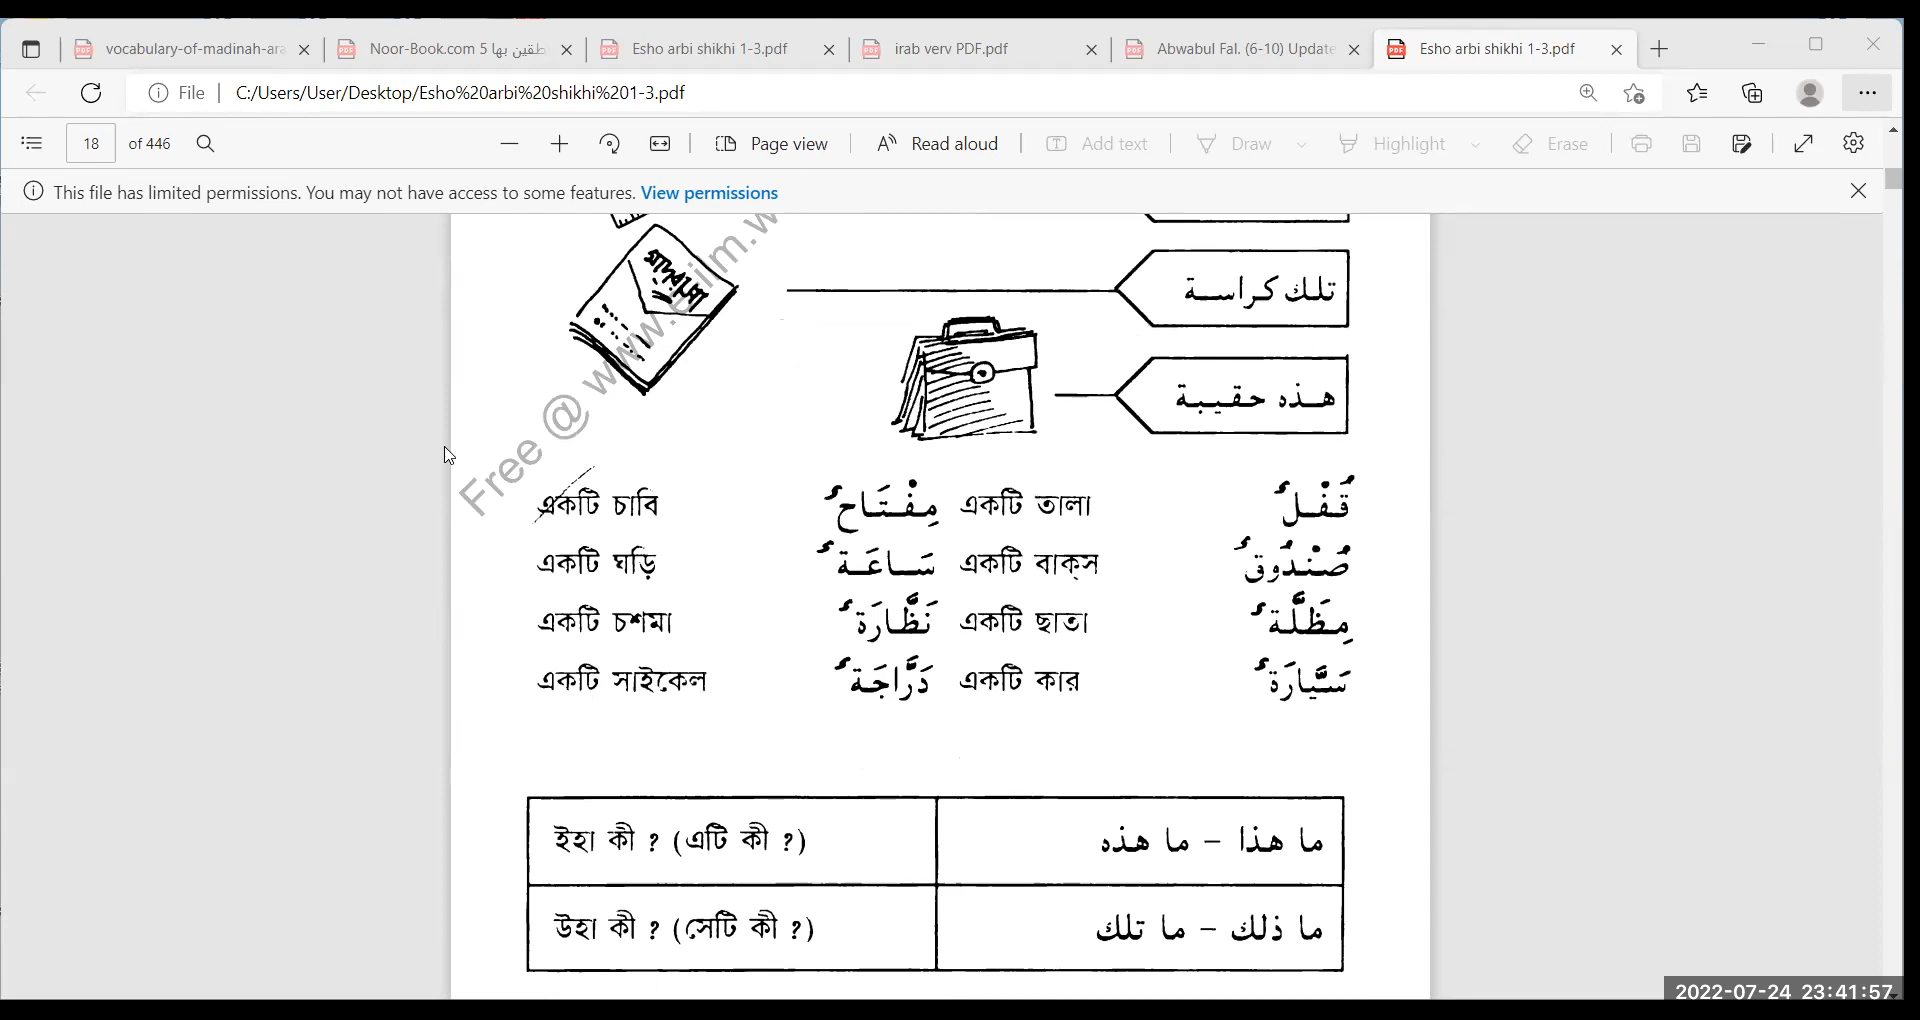 vocabulary-of-madinah-ara
Noor-Book.com 5 طقين بها
Esho arbi shikhi 1-3.pdf
irab verv PDF.pdf
Abwabul Fal. (6-10) Update
Esho arbi shikhi 1-3.pdf
File | C:/Users/User/Desktop/Esho%20arbi%20shikhi%201-3.pdf
18 of 446 Page view Read aloud Add text Draw Highlight Erase
This file has limited permissions. You may not have access to some features. View permissions
تلك كراسة
هذه حقيبة
Free @ www.e-ilm.w
একটি চাবি مِفْتَاحٌ একটি তালা قُفْلٌ
একটি ঘড়ি سَاعَةٌ একটি বাক্স صُنْدُوقٌ
একটি চশমা نَظَّارَةٌ একটি ছাতা مِظَلَّةٌ
একটি সাইকেল دَرَّاجَةٌ একটি কার سَيَّارَةٌ
ইহা কী ? (এটি কী ?) ما هذا – ما هذه
উহা কী ? (সেটি কী ?) ما ذلك – ما تلك
2022-07-24 23:41:57